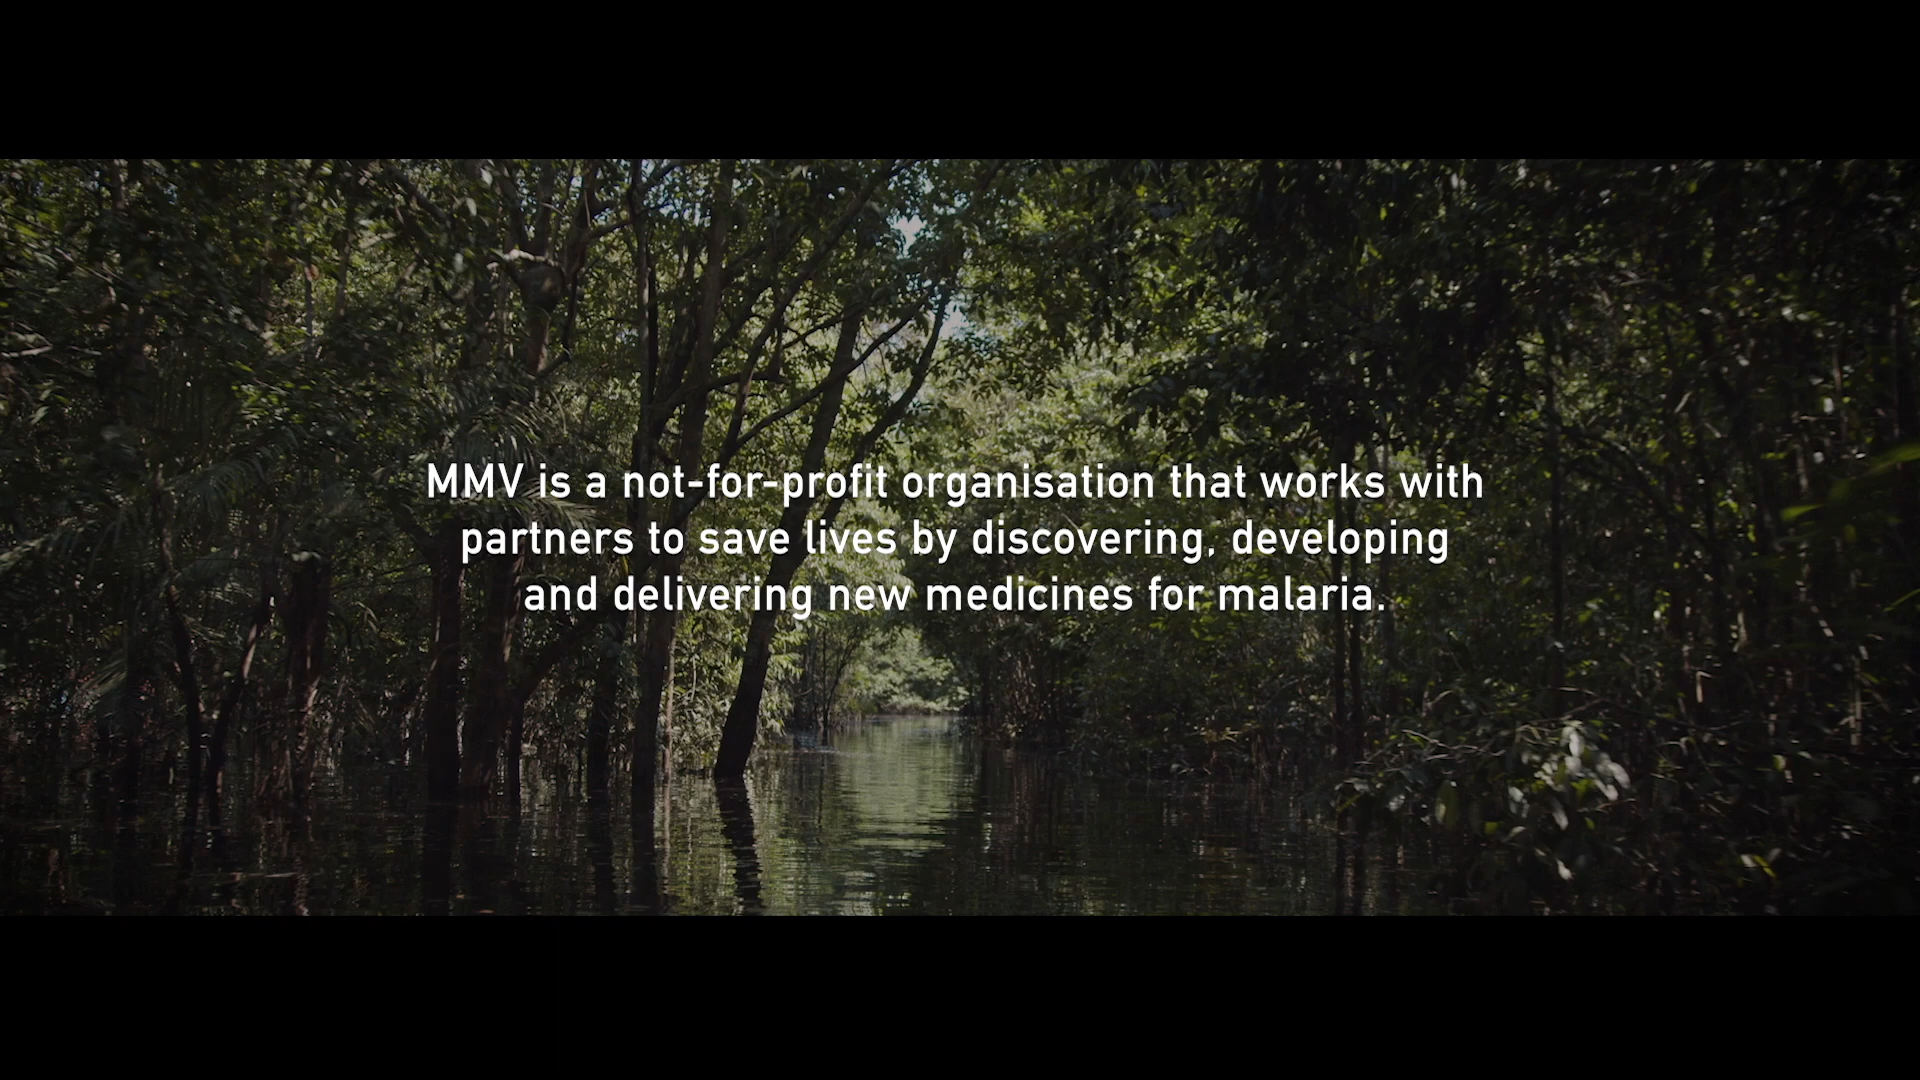 MMV is a not-for-profit organisation that works with
partners to save lives by discovering, developing
and delivering new medicines for malaria.